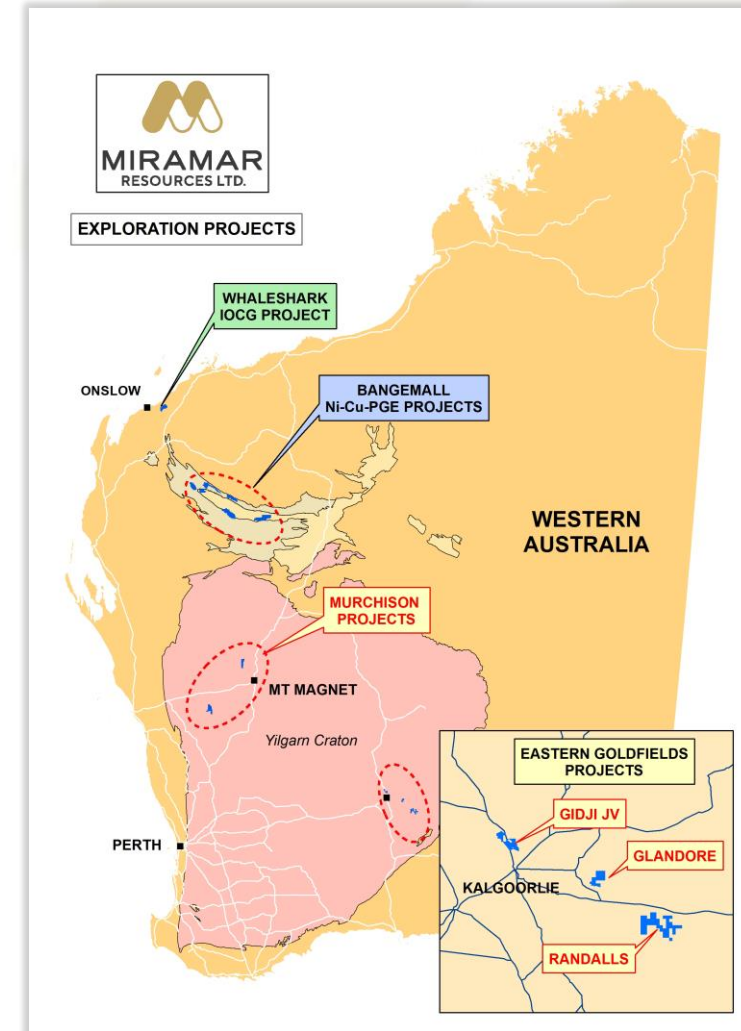 MIRAMAR
RESOURCES LTD.
EXPLORATION PROJECTS
WHALESHARK
IOCG PROJECT
ONSLOW
BANGEMALL
Ni-Cu-PGE PROJECTS
WESTERN
AUSTRALIA
MURCHISON
PROJECTS
MT MAGNET
Yilgarn Craton
PERTH
EASTERN GOLDFIELDS
PROJECTS
GIDJI JV
GLANDORE
KALGOORLIE
RANDALLS